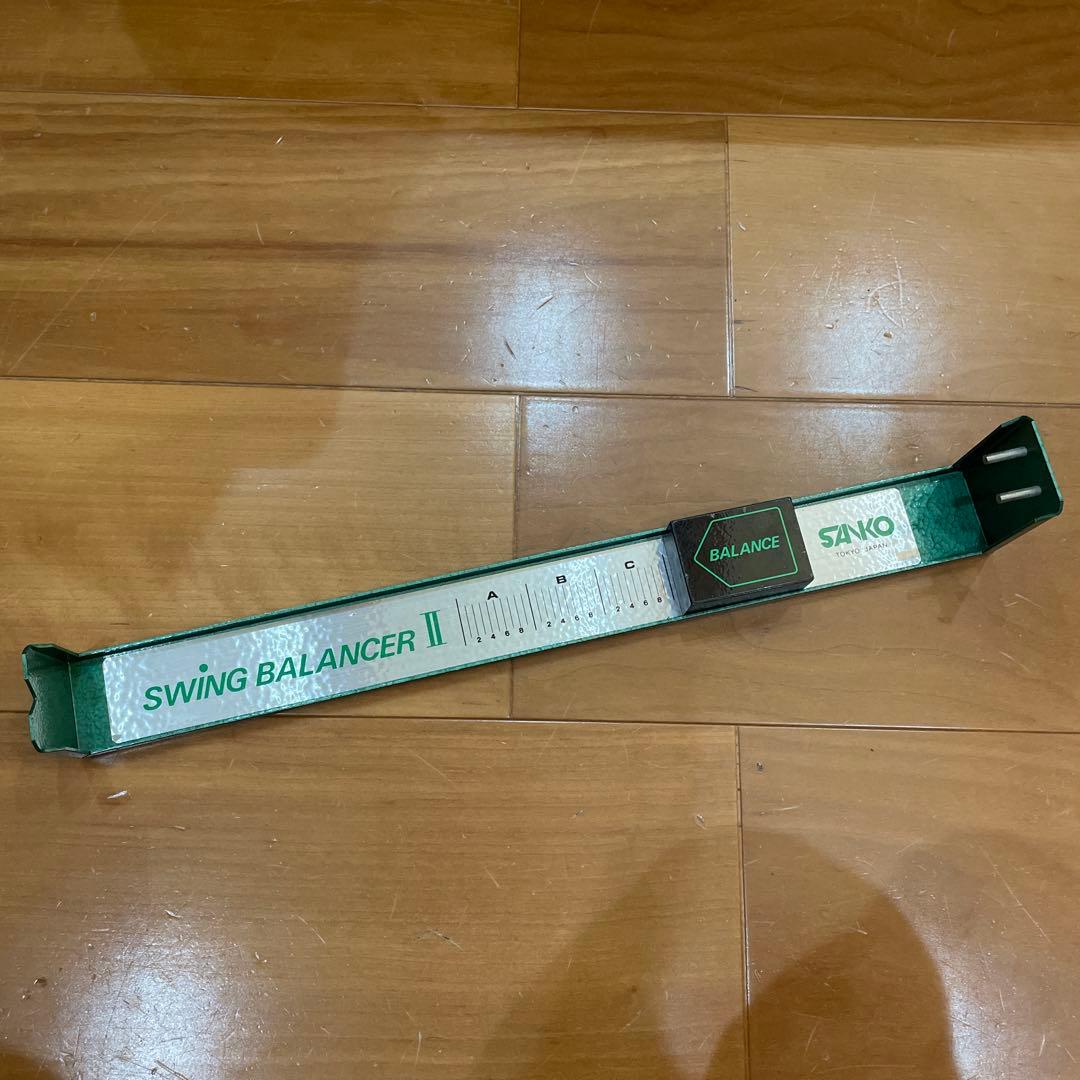 SWING BALANCER II
A B C
2 4 6 8 2 4 6 8 2 4 6 8
BALANCE
SANKO
TOKYO JAPAN